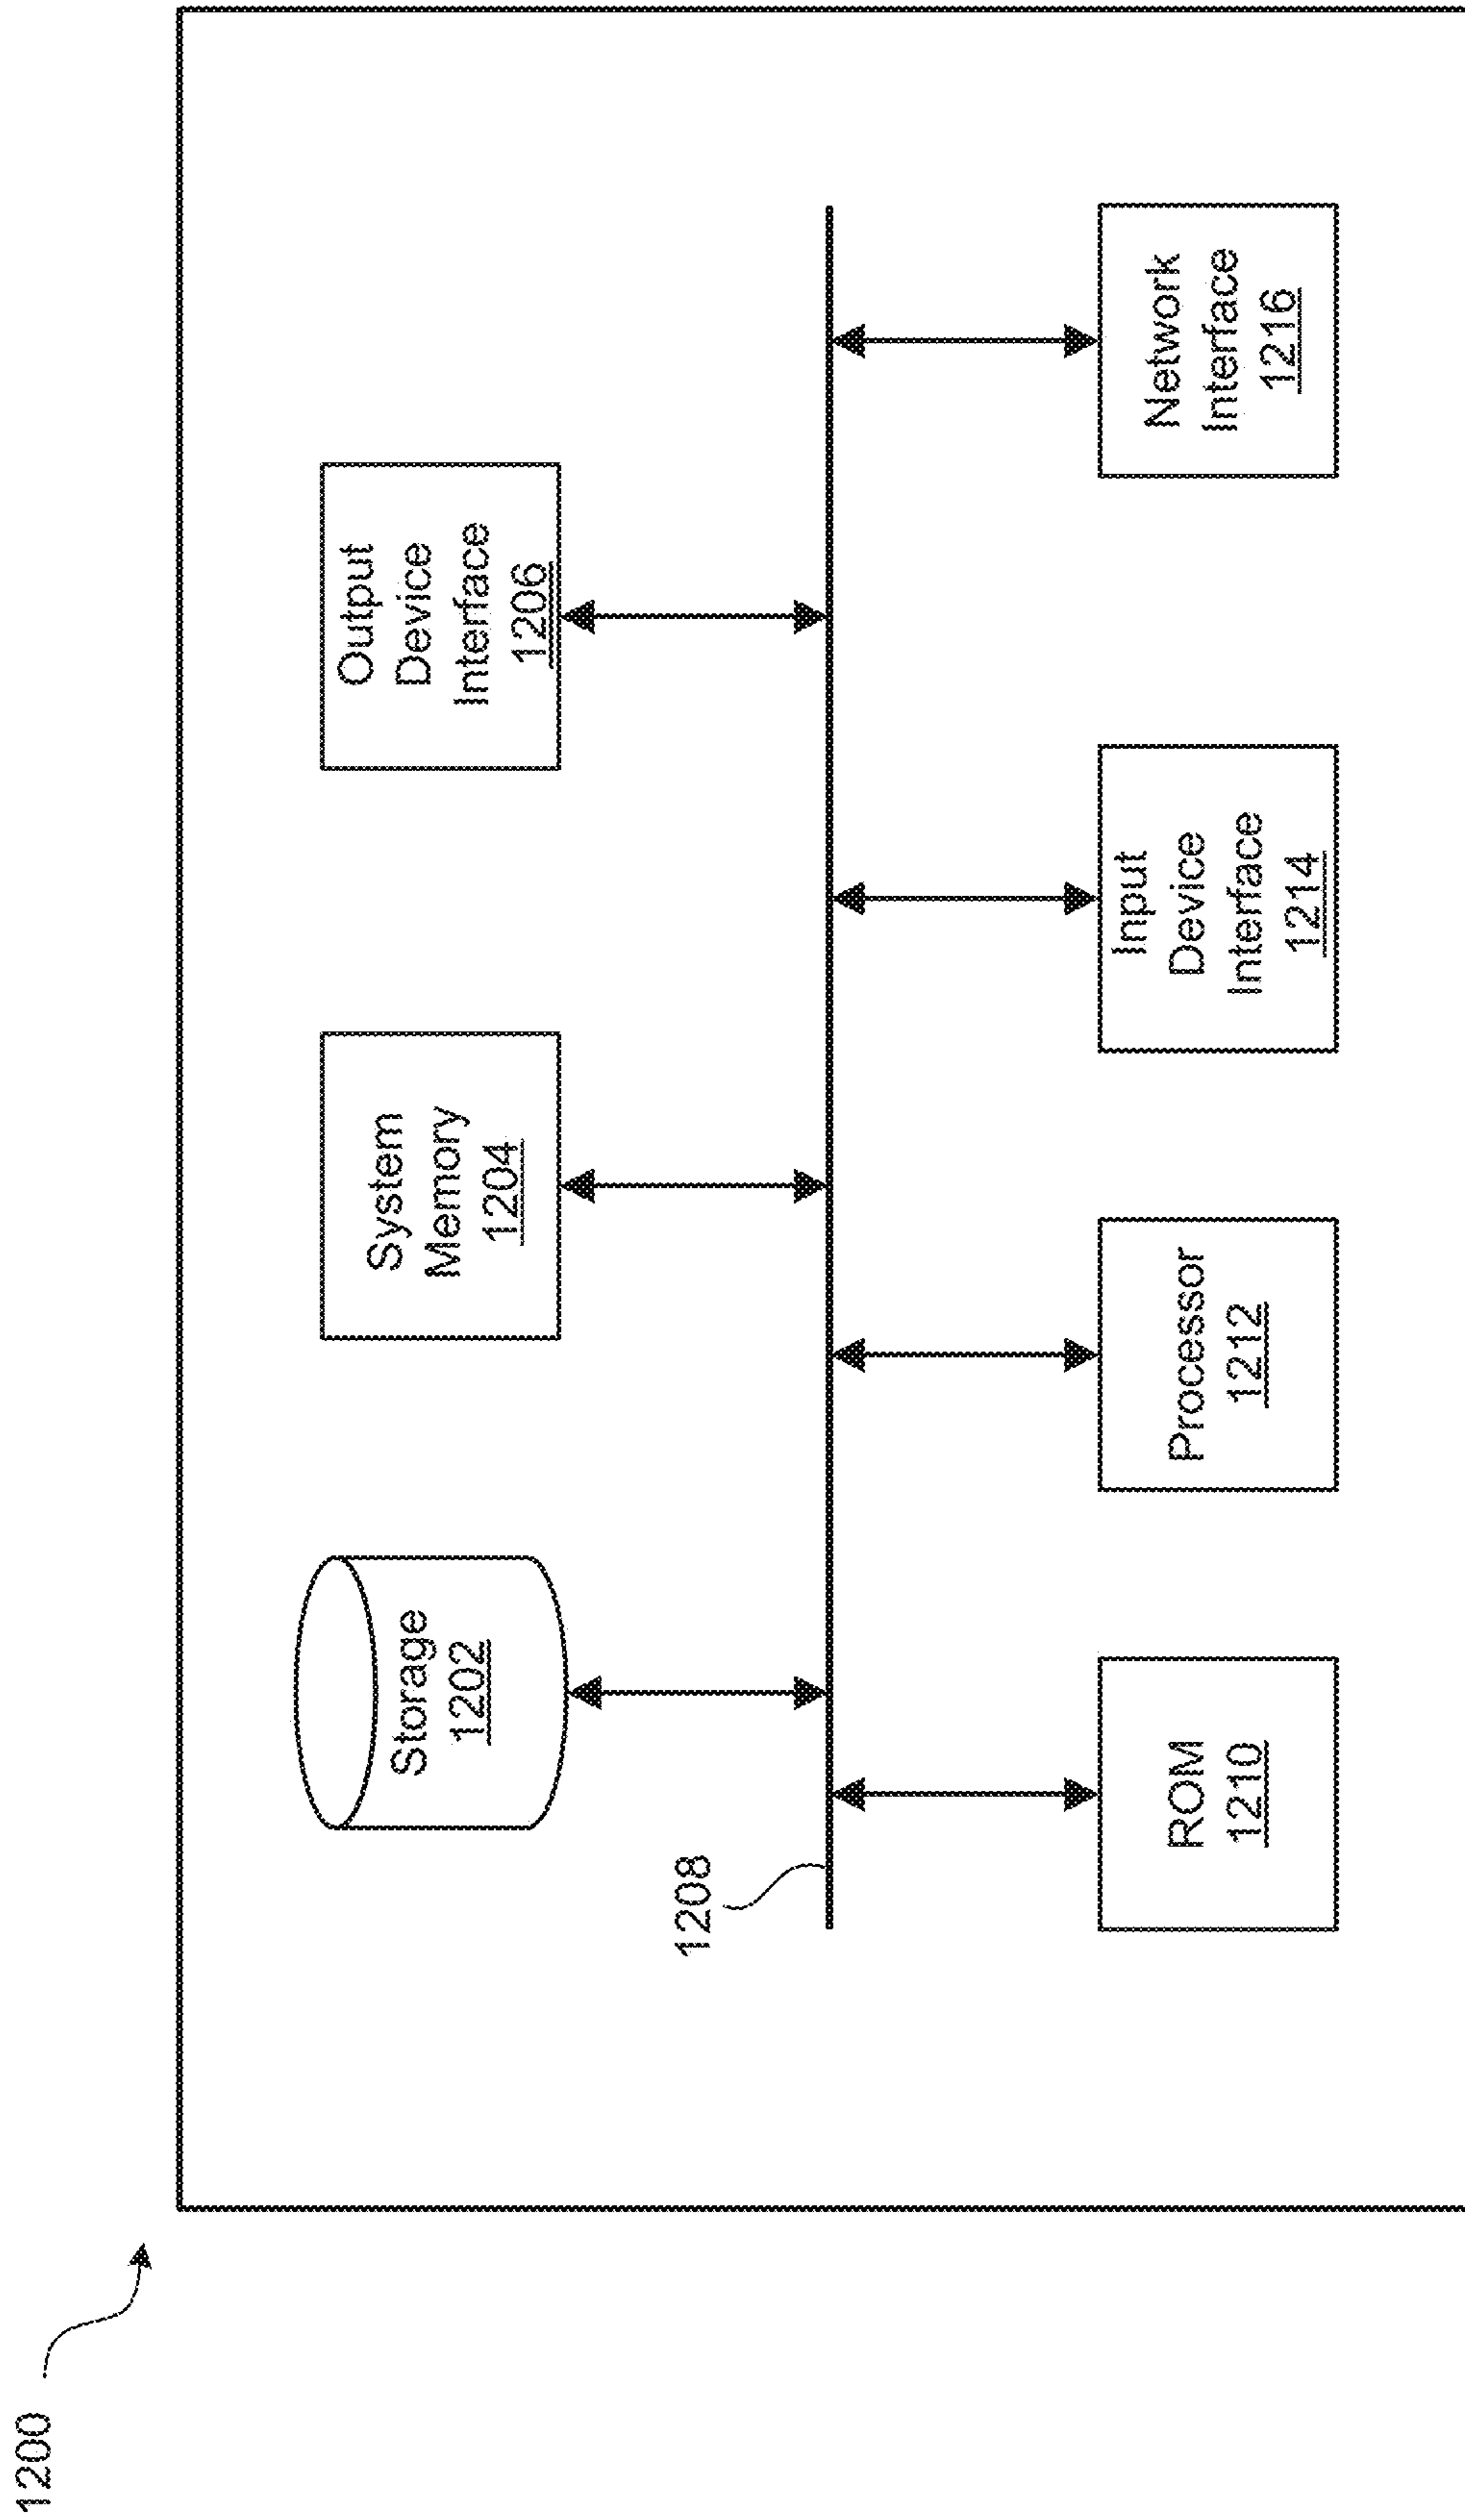 1200
Storage
1202
System
Memory
1204
Output
Device
Interface
1206
1208
ROM
1210
Processor
1212
Input
Device
Interface
1214
Network
Interface
1216